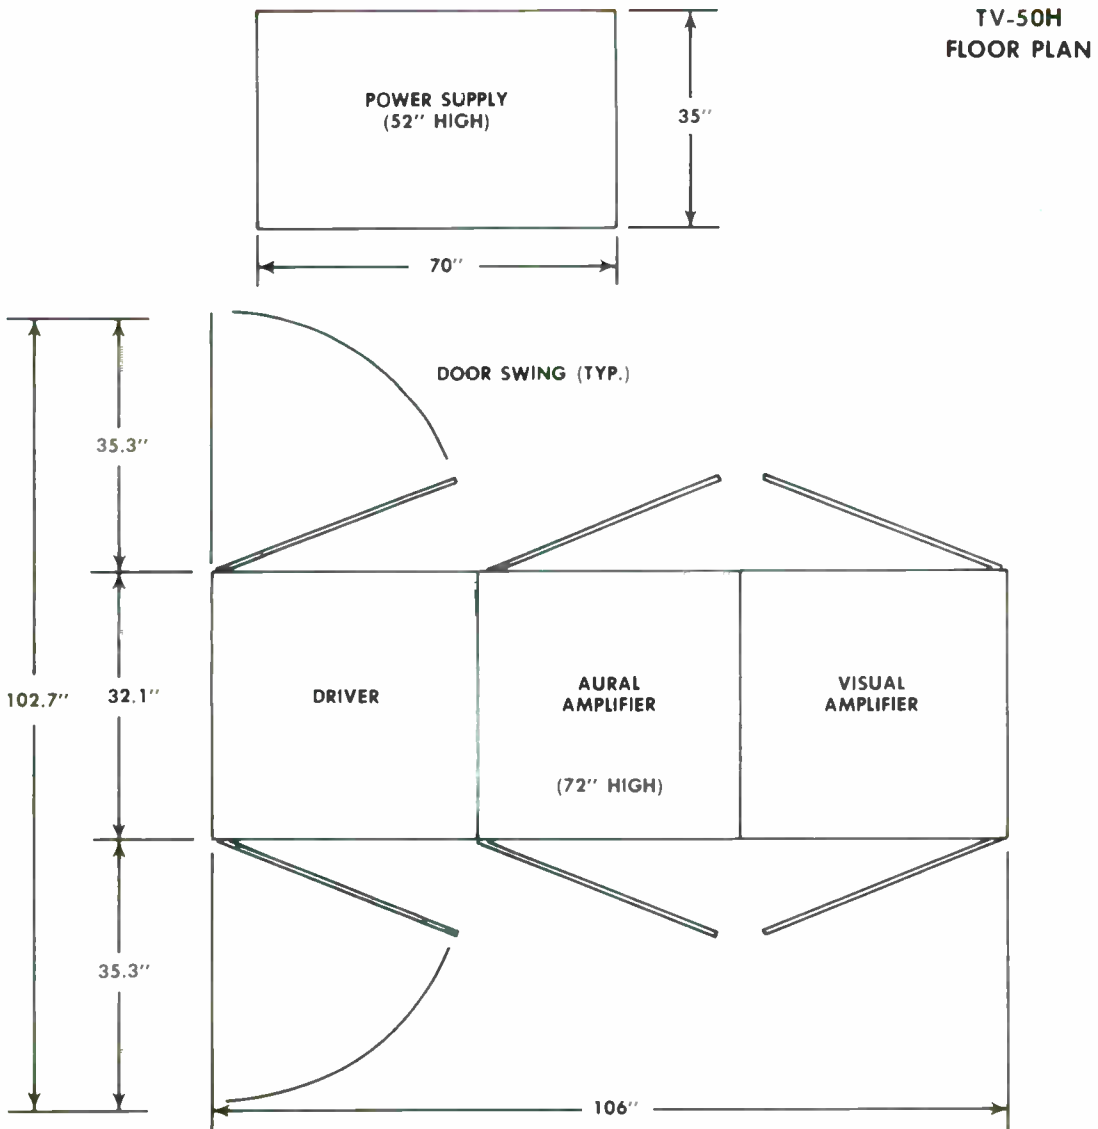 TV-50H
FLOOR PLAN
POWER SUPPLY
(52" HIGH)
35"
70"
DOOR SWING (TYP.)
35.3"
102.7"
32.1"
DRIVER
AURAL
AMPLIFIER
(72" HIGH)
VISUAL
AMPLIFIER
35.3"
106"